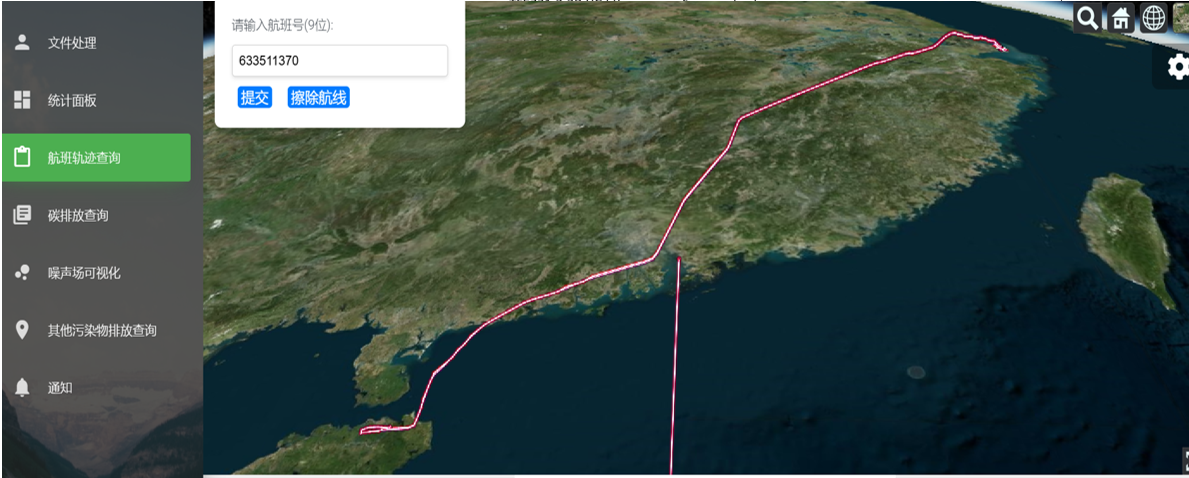 文件处理
统计面板
航班轨迹查询
碳排放查询
噪声场可视化
其他污染物排放查询
通知
请输入航班号(9位):
633511370
提交 擦除航线